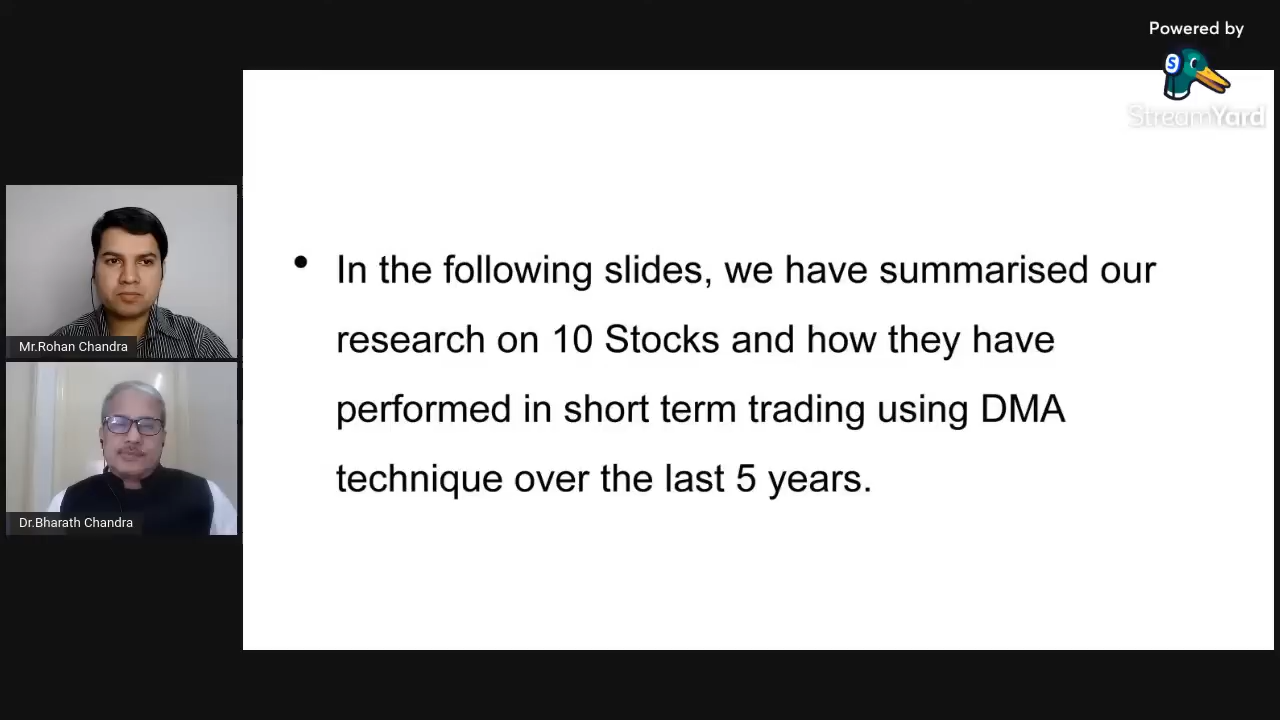 Powered by
S
StreamYard
Mr.Rohan Chandra
Dr.Bharath Chandra
• In the following slides, we have summarised our
research on 10 Stocks and how they have
performed in short term trading using DMA
technique over the last 5 years.